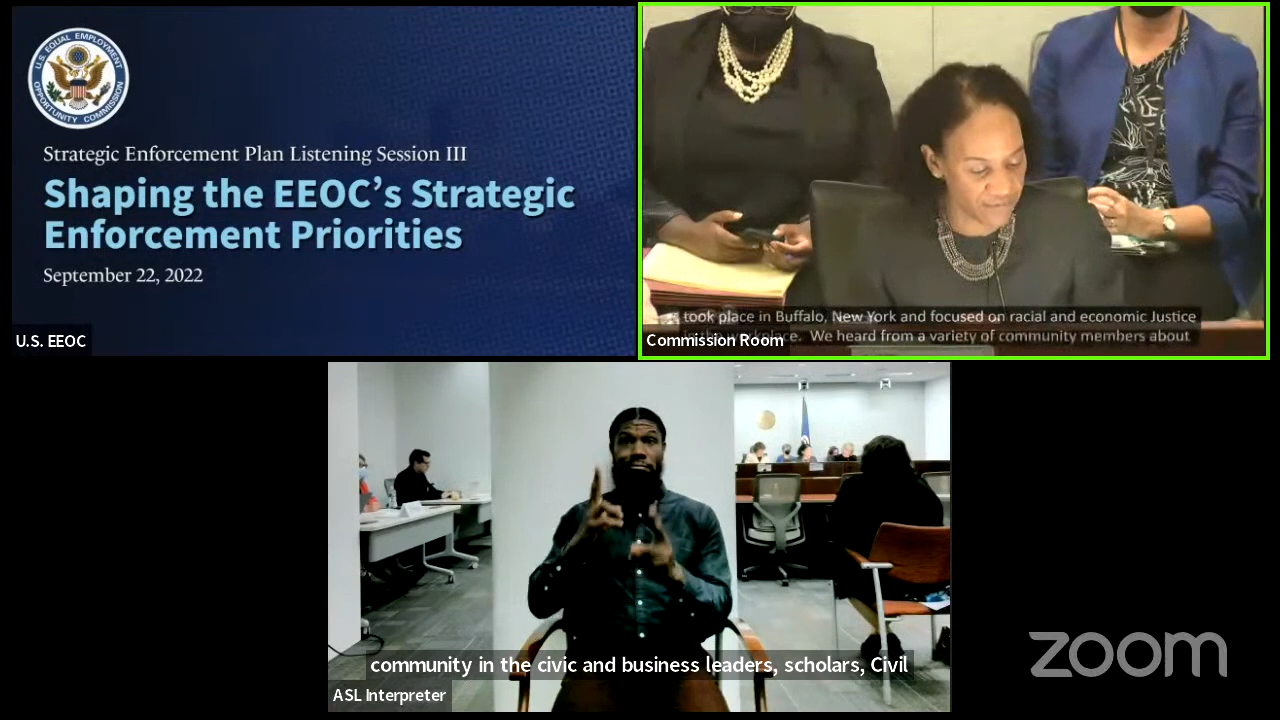 U.S. EQUAL EMPLOYMENT
OPPORTUNITY COMMISSION
Strategic Enforcement Plan Listening Session III
Shaping the EEOC's Strategic
Enforcement Priorities
September 22, 2022
U.S. EEOC
took place in Buffalo, New York and focused on racial and economic Justice
We heard from a variety of community members about
Commission Room
community in the civic and business leaders, scholars, Civil
ASL Interpreter
zoom